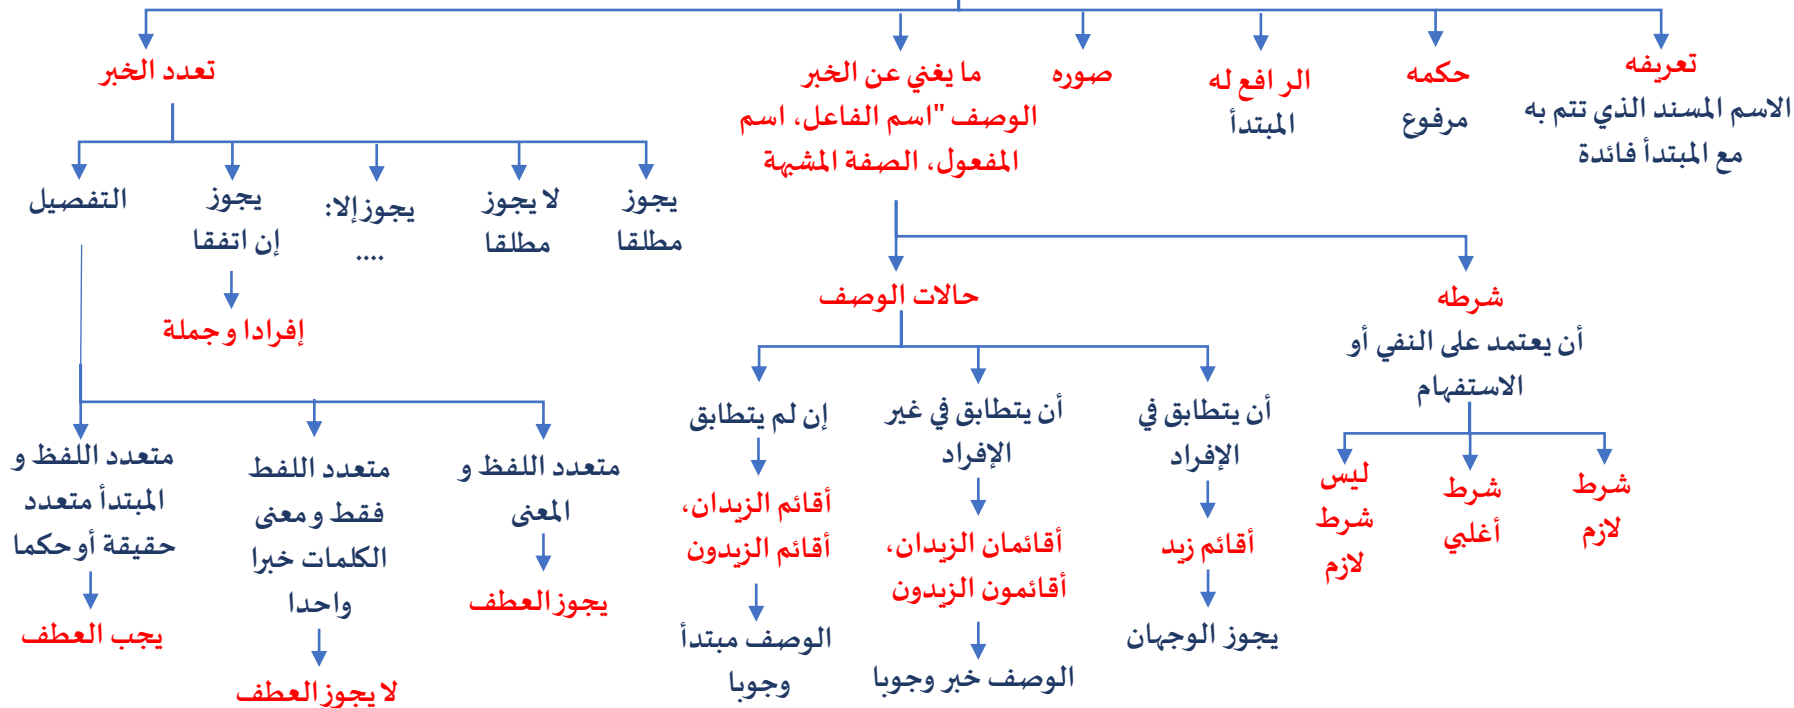 تعريفه
الاسم المسند الذي تتم به
مع المبتدأ فائدة
حكمه
مرفوع
الرافع له
المبتدأ
صوره
ما يغني عن الخبر
الوصف "اسم الفاعل، اسم
المفعول، الصفة المشبهة
تعدد الخبر
شرطه
أن يعتمد على النفي أو
الاستفهام
شرط
لازم
شرط
أغلبي
ليس
شرط
لازم
حالات الوصف
أن يتطابق في
الإفراد
أقائم زيد
يجوز الوجهان
أن يتطابق في غير
الإفراد
أقائمان الزيدان،
أقائمون الزيدون
الوصف خبر وجوبا
إن لم يتطابق
أقائم الزيدان،
أقائم الزيدون
الوصف مبتدأ
وجوبا
يجوز
مطلقا
لا يجوز
مطلقا
يجوز إلا:
....
يجوز
إن اتفقا
إفرادا وجملة
التفصيل
متعدد اللفظ و
المعنى
يجوز العطف
متعدد اللفط
فقط ومعنى
الكلمات خبرا
واحدا
لا يجوز العطف
متعدد اللفظ و
المبتدأ متعدد
حقيقة أو حكما
يجب العطف